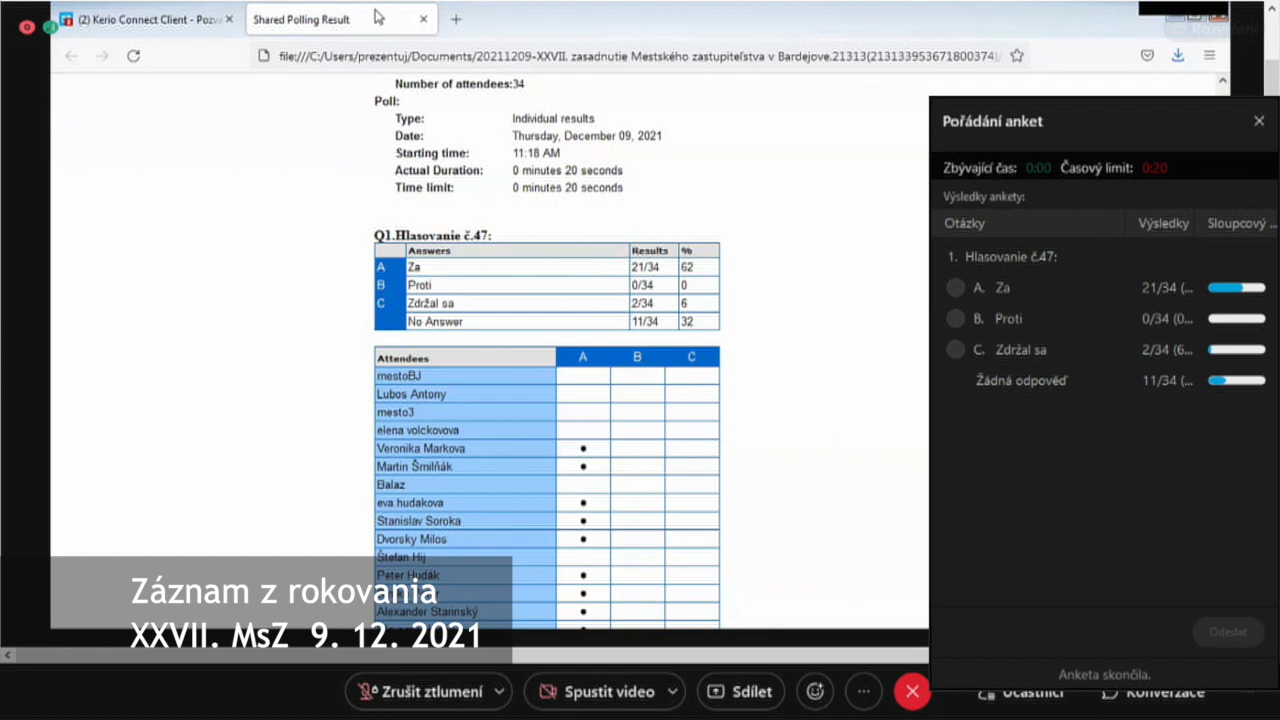 (2) Kerio Connect Client - Pozva
Shared Polling Result
file:///C:/Users/prezentuj/Documents/20211209-XXVII. zasadnutie Mestského zastupiteľstva v Bardejove.21313(213133953671800374)/
Number of attendees:34
Poll:
Type: Individual results
Date: Thursday, December 09, 2021
Starting time: 11:18 AM
Actual Duration: 0 minutes 20 seconds
Time limit: 0 minutes 20 seconds
Q1.Hlasovanie č.47:
Answers Results %
A Za 21/34 62
B Proti 0/34 0
C Zdržal sa 2/34 6
No Answer 11/34 32
Attendees A B C
mestoBJ
Lubos Antony
mesto3
elena volckovova
Veronika Markova •
Martin Šmilňák •
Balaz
eva hudakova •
Stanislav Soroka •
Dvorsky Milos •
Štefan Hij
Peter Hudák •
Alexander Stannský •
Záznam z rokovania
XXVII. MsZ 9. 12. 2021
Pořádání anket
Zbývající čas: 0:00 Časový limit: 0:20
Výsledky ankety:
Otázky Výsledky Sloupcový ...
1. Hlasovanie č.47:
A. Za 21/34 (...
B. Proti 0/34 (0...
C. Zdržal sa 2/34 (6...
Žádná odpověď 11/34 (...
Odeslat
Anketa skončila.
Zrušit ztlumení
Spustit video
Sdílet
Účastníci
Konverzace